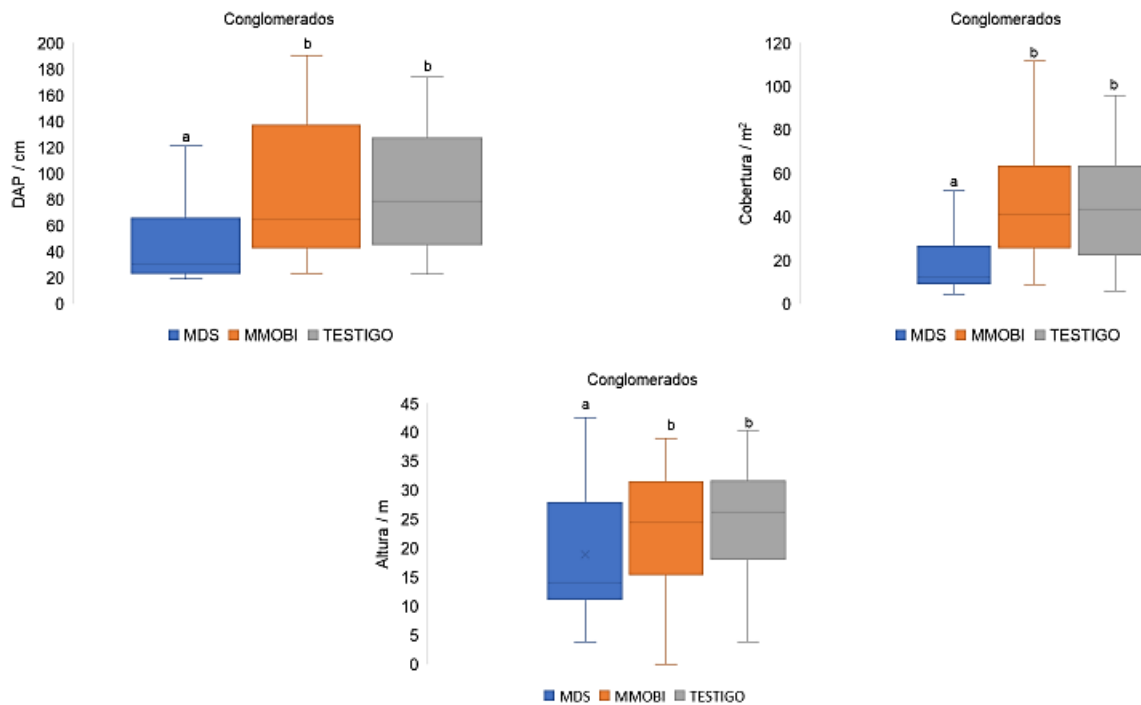 Conglomerados
200
180
160
140
120
100
80
60
40
20
0
DAP / cm
a
b
b
MDS MMOBI TESTIGO
Conglomerados
120
100
80
60
40
20
0
Cobertura / m²
a
b
b
MDS MMOBI TESTIGO
Conglomerados
45
40
35
30
25
20
15
10
5
0
Altura / m
a
b
b
MDS MMOBI TESTIGO